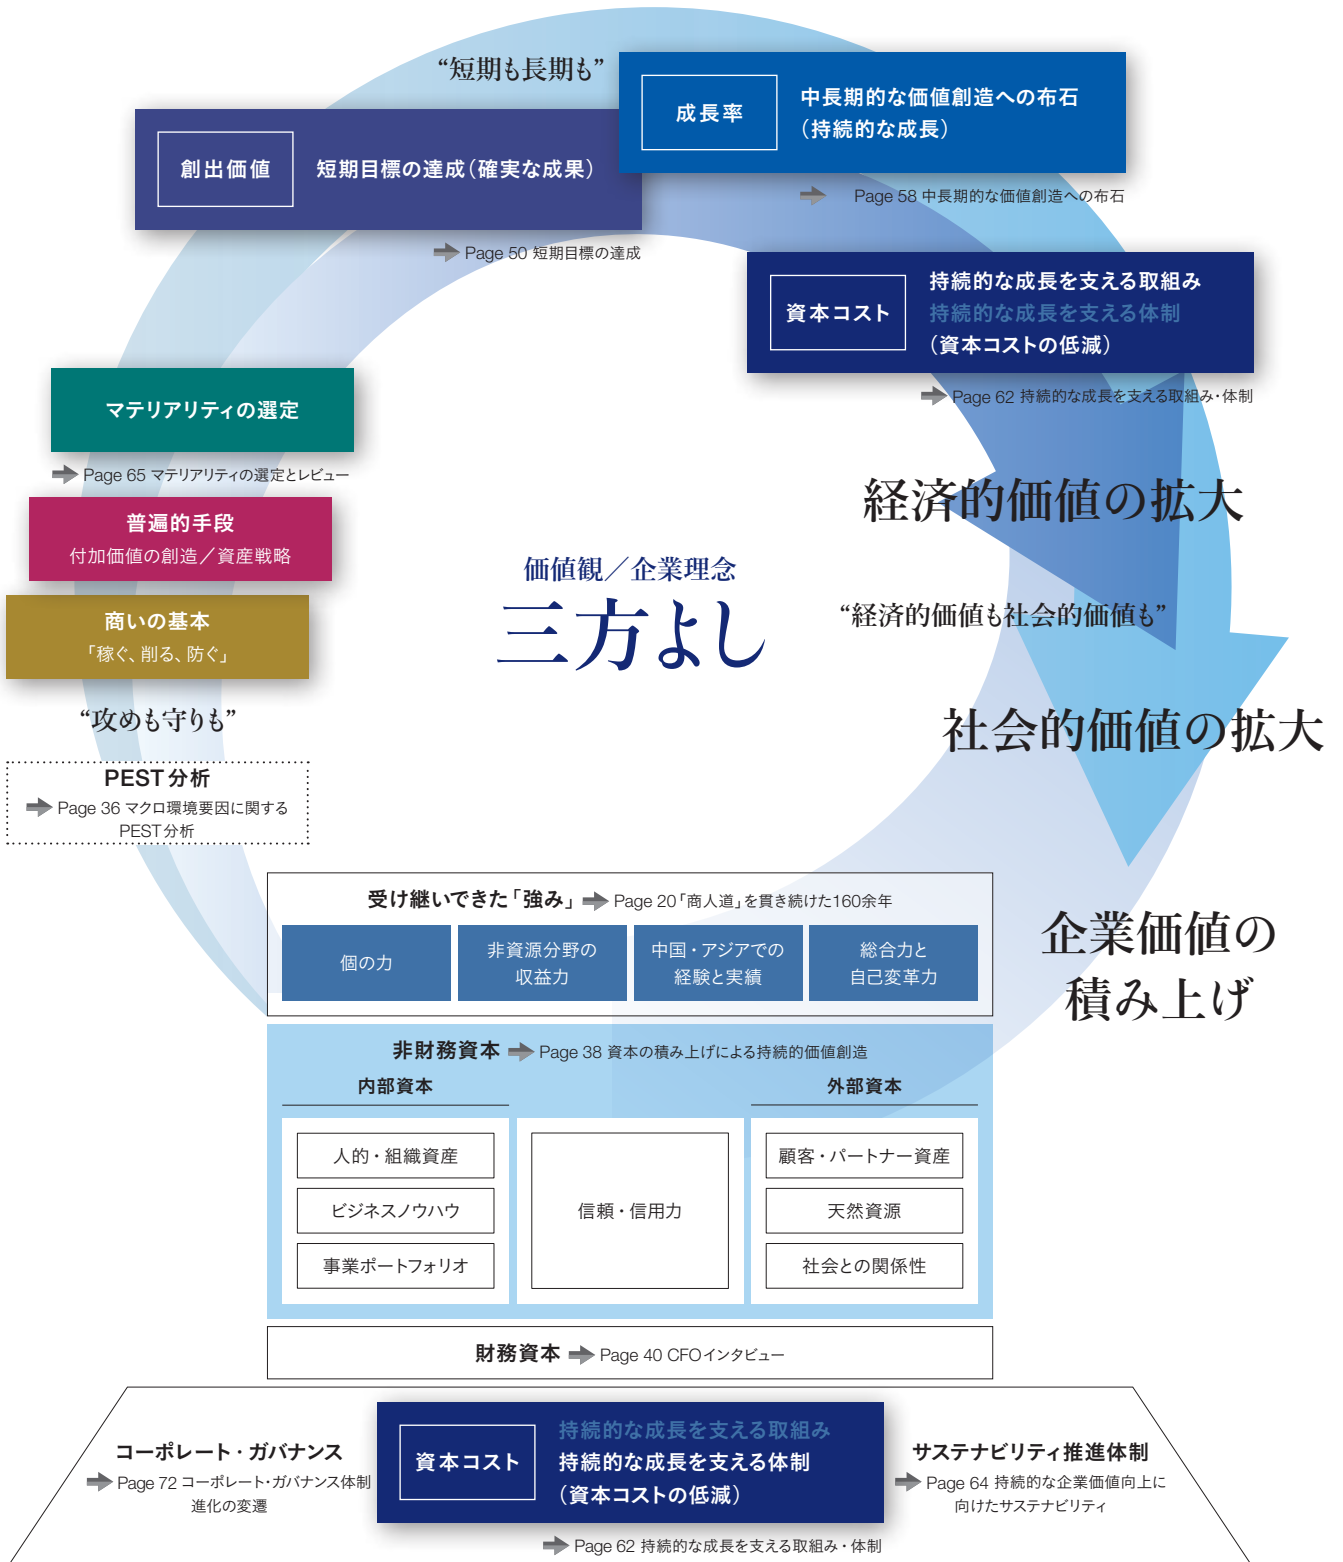 “短期も長期も”
成長率
中長期的な価値創造への布石
（持続的な成長）
Page 58 中長期的な価値創造への布石
創出価値
短期目標の達成（確実な成果）
Page 50 短期目標の達成
資本コスト
持続的な成長を支える取組み
持続的な成長を支える体制
（資本コストの低減）
Page 62 持続的な成長を支える取組み・体制
マテリアリティの選定
Page 65 マテリアリティの選定とレビュー
普遍的手段
付加価値の創造／資産戦略
商いの基本
「稼ぐ、削る、防ぐ」
“攻めも守りも”
PEST分析
Page 36 マクロ環境要因に関する
PEST分析
価値観／企業理念
三方よし
経済的価値の拡大
“経済的価値も社会的価値も”
社会的価値の拡大
企業価値の
積み上げ
受け継いできた「強み」 Page 20「商人道」を貫き続けた160余年
個の力
非資源分野の
収益力
中国・アジアでの
経験と実績
総合力と
自己変革力
非財務資本 Page 38 資本の積み上げによる持続的価値創造
内部資本
外部資本
人的・組織資産
ビジネスノウハウ
事業ポートフォリオ
信頼・信用力
顧客・パートナー資産
天然資源
社会との関係性
財務資本 Page 40 CFOインタビュー
コーポレート・ガバナンス
Page 72 コーポレート・ガバナンス体制
進化の変遷
資本コスト
持続的な成長を支える取組み
持続的な成長を支える体制
（資本コストの低減）
Page 62 持続的な成長を支える取組み・体制
サステナビリティ推進体制
Page 64 持続的な企業価値向上に
向けたサステナビリティ